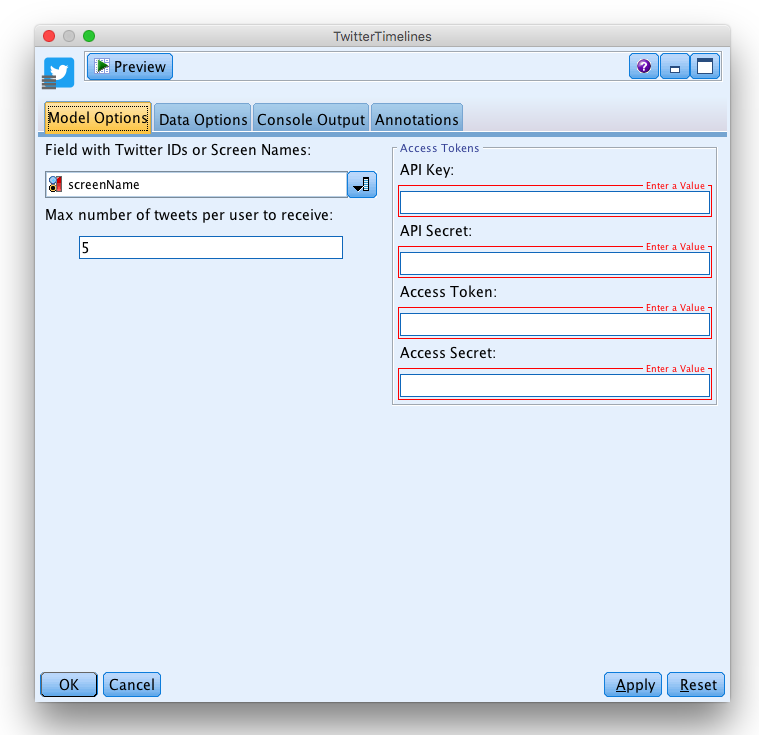 TwitterTimelines
Preview
Model Options
Data Options
Console Output
Annotations
Field with Twitter IDs or Screen Names:
screenName
Max number of tweets per user to receive:
5
Access Tokens
API Key:
Enter a Value
API Secret:
Enter a Value
Access Token:
Enter a Value
Access Secret:
Enter a Value
OK
Cancel
Apply
Reset